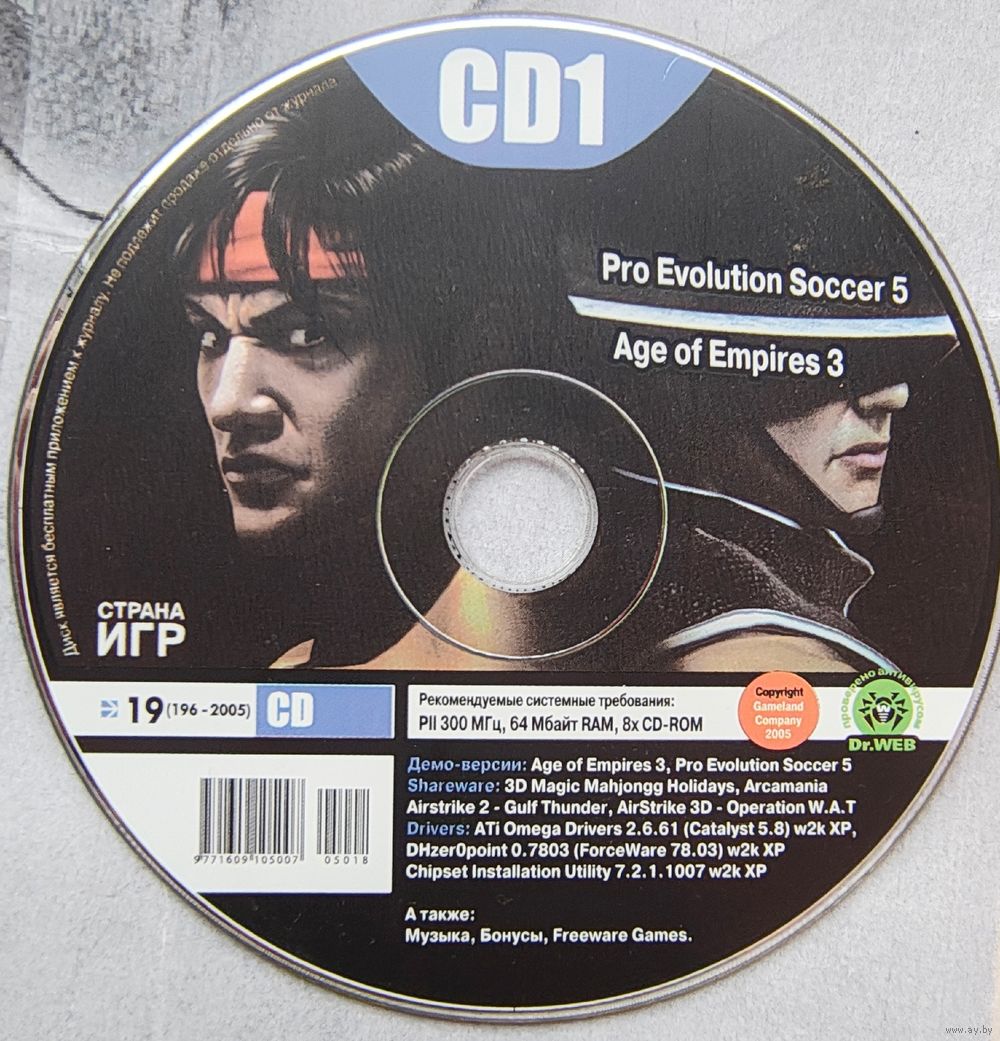 CD1
Диск является бесплатным приложением к журналу. Не подлежит продаже отдельно от журнала
Pro Evolution Soccer 5
Age of Empires 3
СТРАНА
ИГР
19 (196 - 2005) CD
Рекомендуемые системные требования:
PII 300 МГц, 64 Мбайт RAM, 8x CD-ROM
Copyright
Gameland
Company
2005
проверено антивирусом
Dr.WEB
Демо-версии: Age of Empires 3, Pro Evolution Soccer 5
Shareware: 3D Magic Mahjongg Holidays, Arcamania
Airstrike 2 - Gulf Thunder, AirStrike 3D - Operation W.A.T
Drivers: ATi Omega Drivers 2.6.61 (Catalyst 5.8) w2k XP,
DHzer0point 0.7803 (ForceWare 78.03) w2k XP
Chipset Installation Utility 7.2.1.1007 w2k XP
А также:
Музыка, Бонусы, Freeware Games.
9771609105007
05018
www.ay.by